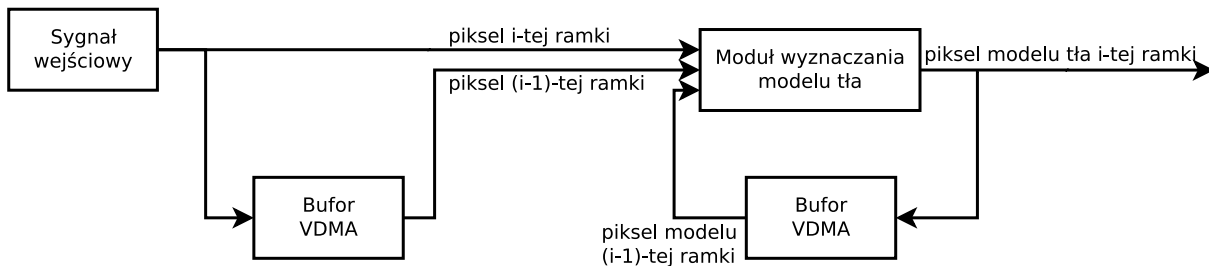 Sygnał
wejściowy
piksel i-tej ramki
piksel (i-1)-tej ramki
Moduł wyznaczania
modelu tła
piksel modelu tła i-tej ramki
Bufor
VDMA
piksel modelu
(i-1)-tej ramki
Bufor
VDMA